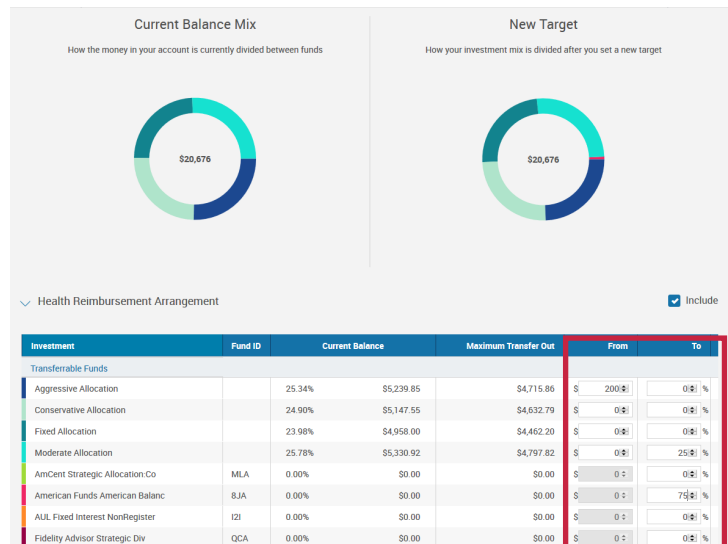 Current Balance Mix
How the money in your account is currently divided between funds
$20,676
New Target
How your investment mix is divided after you set a new target
$20,676
Health Reimbursement Arrangement
Include
Investment Fund ID Current Balance Maximum Transfer Out From To
Transferrable Funds
Aggressive Allocation 25.34% $5,239.85 $4,715.86 $ 200 0 %
Conservative Allocation 24.90% $5,147.55 $4,632.79 $ 0 0 %
Fixed Allocation 23.98% $4,958.00 $4,462.20 $ 0 0 %
Moderate Allocation 25.78% $5,330.92 $4,797.82 $ 0 25 %
AmCent Strategic Allocation:Co MLA 0.00% $0.00 $0.00 $ 0 0 %
American Funds American Balanc 8JA 0.00% $0.00 $0.00 $ 0 75 %
AUL Fixed Interest NonRegister I2I 0.00% $0.00 $0.00 $ 0 0 %
Fidelity Advisor Strategic Div QCA 0.00% $0.00 $0.00 $ 0 0 %